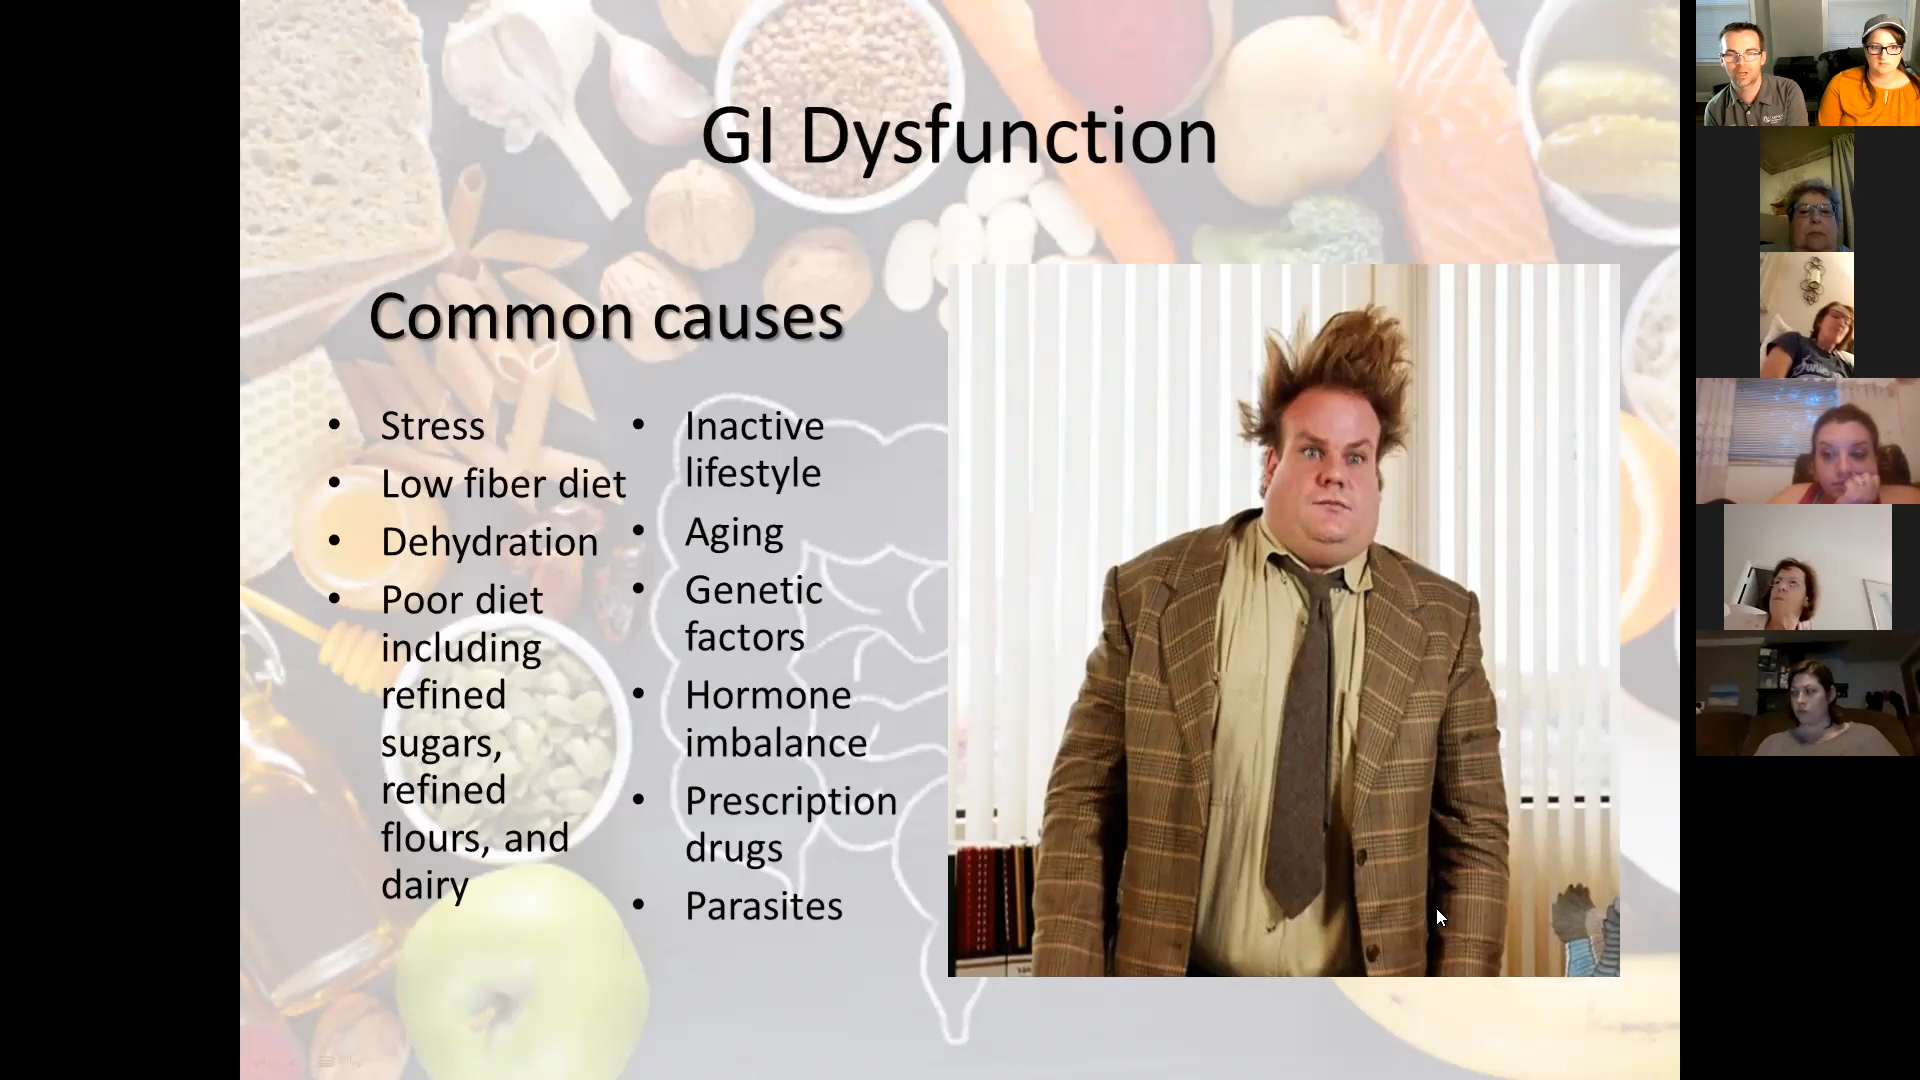 GI Dysfunction
Common causes
• Stress
• Low fiber diet
• Dehydration
• Poor diet
including
refined
sugars,
refined
flours, and
dairy
• Inactive
lifestyle
• Aging
• Genetic
factors
• Hormone
imbalance
• Prescription
drugs
• Parasites